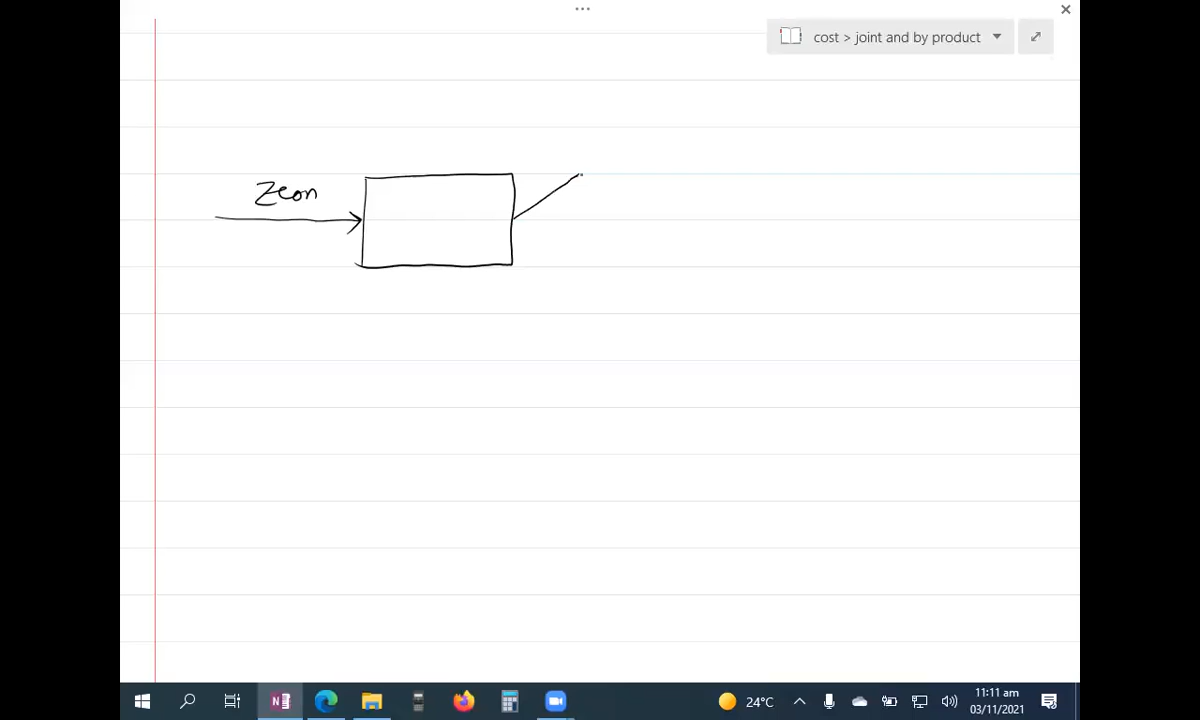 cost > joint and by product
Zeon
24°C
11:11 am
03/11/2021